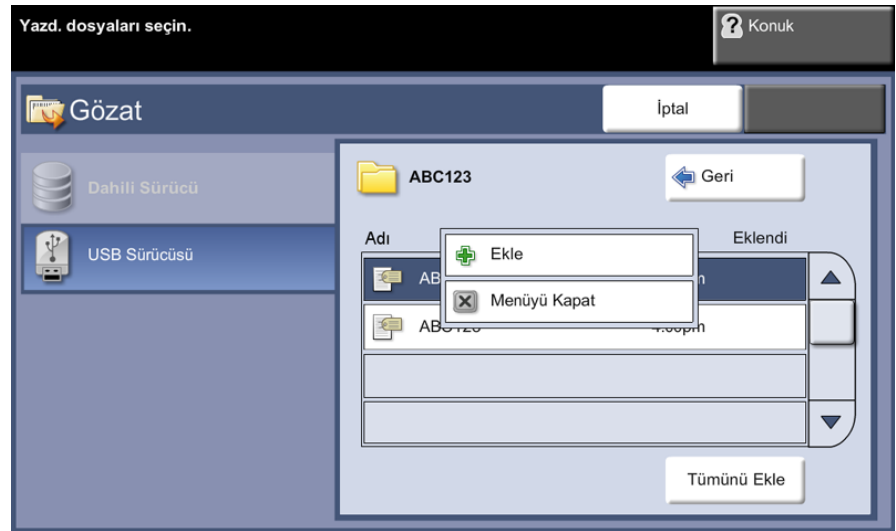 Yazd. dosyaları seçin.
Konuk
Gözat
İptal
Dahili Sürücü
USB Sürücüsü
ABC123
Geri
Adı
Eklendi
Ekle
Menüyü Kapat
Tümünü Ekle